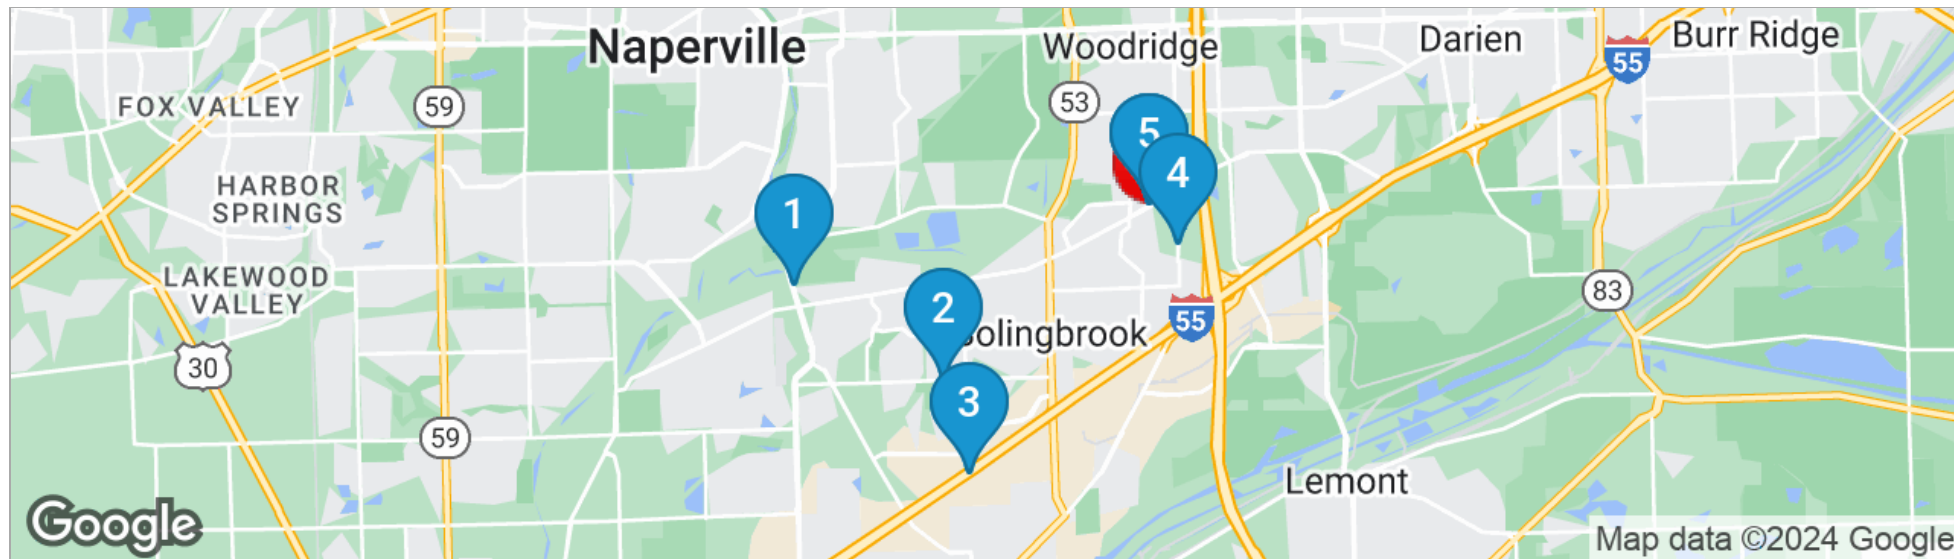 Naperville
Woodridge
Darien
Burr Ridge
55
FOX VALLEY
59
53
5
4
HARBOR
SPRINGS
1
LAKEWOOD
VALLEY
2
83
55
olingbrook
30
3
59
Lemont
Google
Map data ©2024 Google